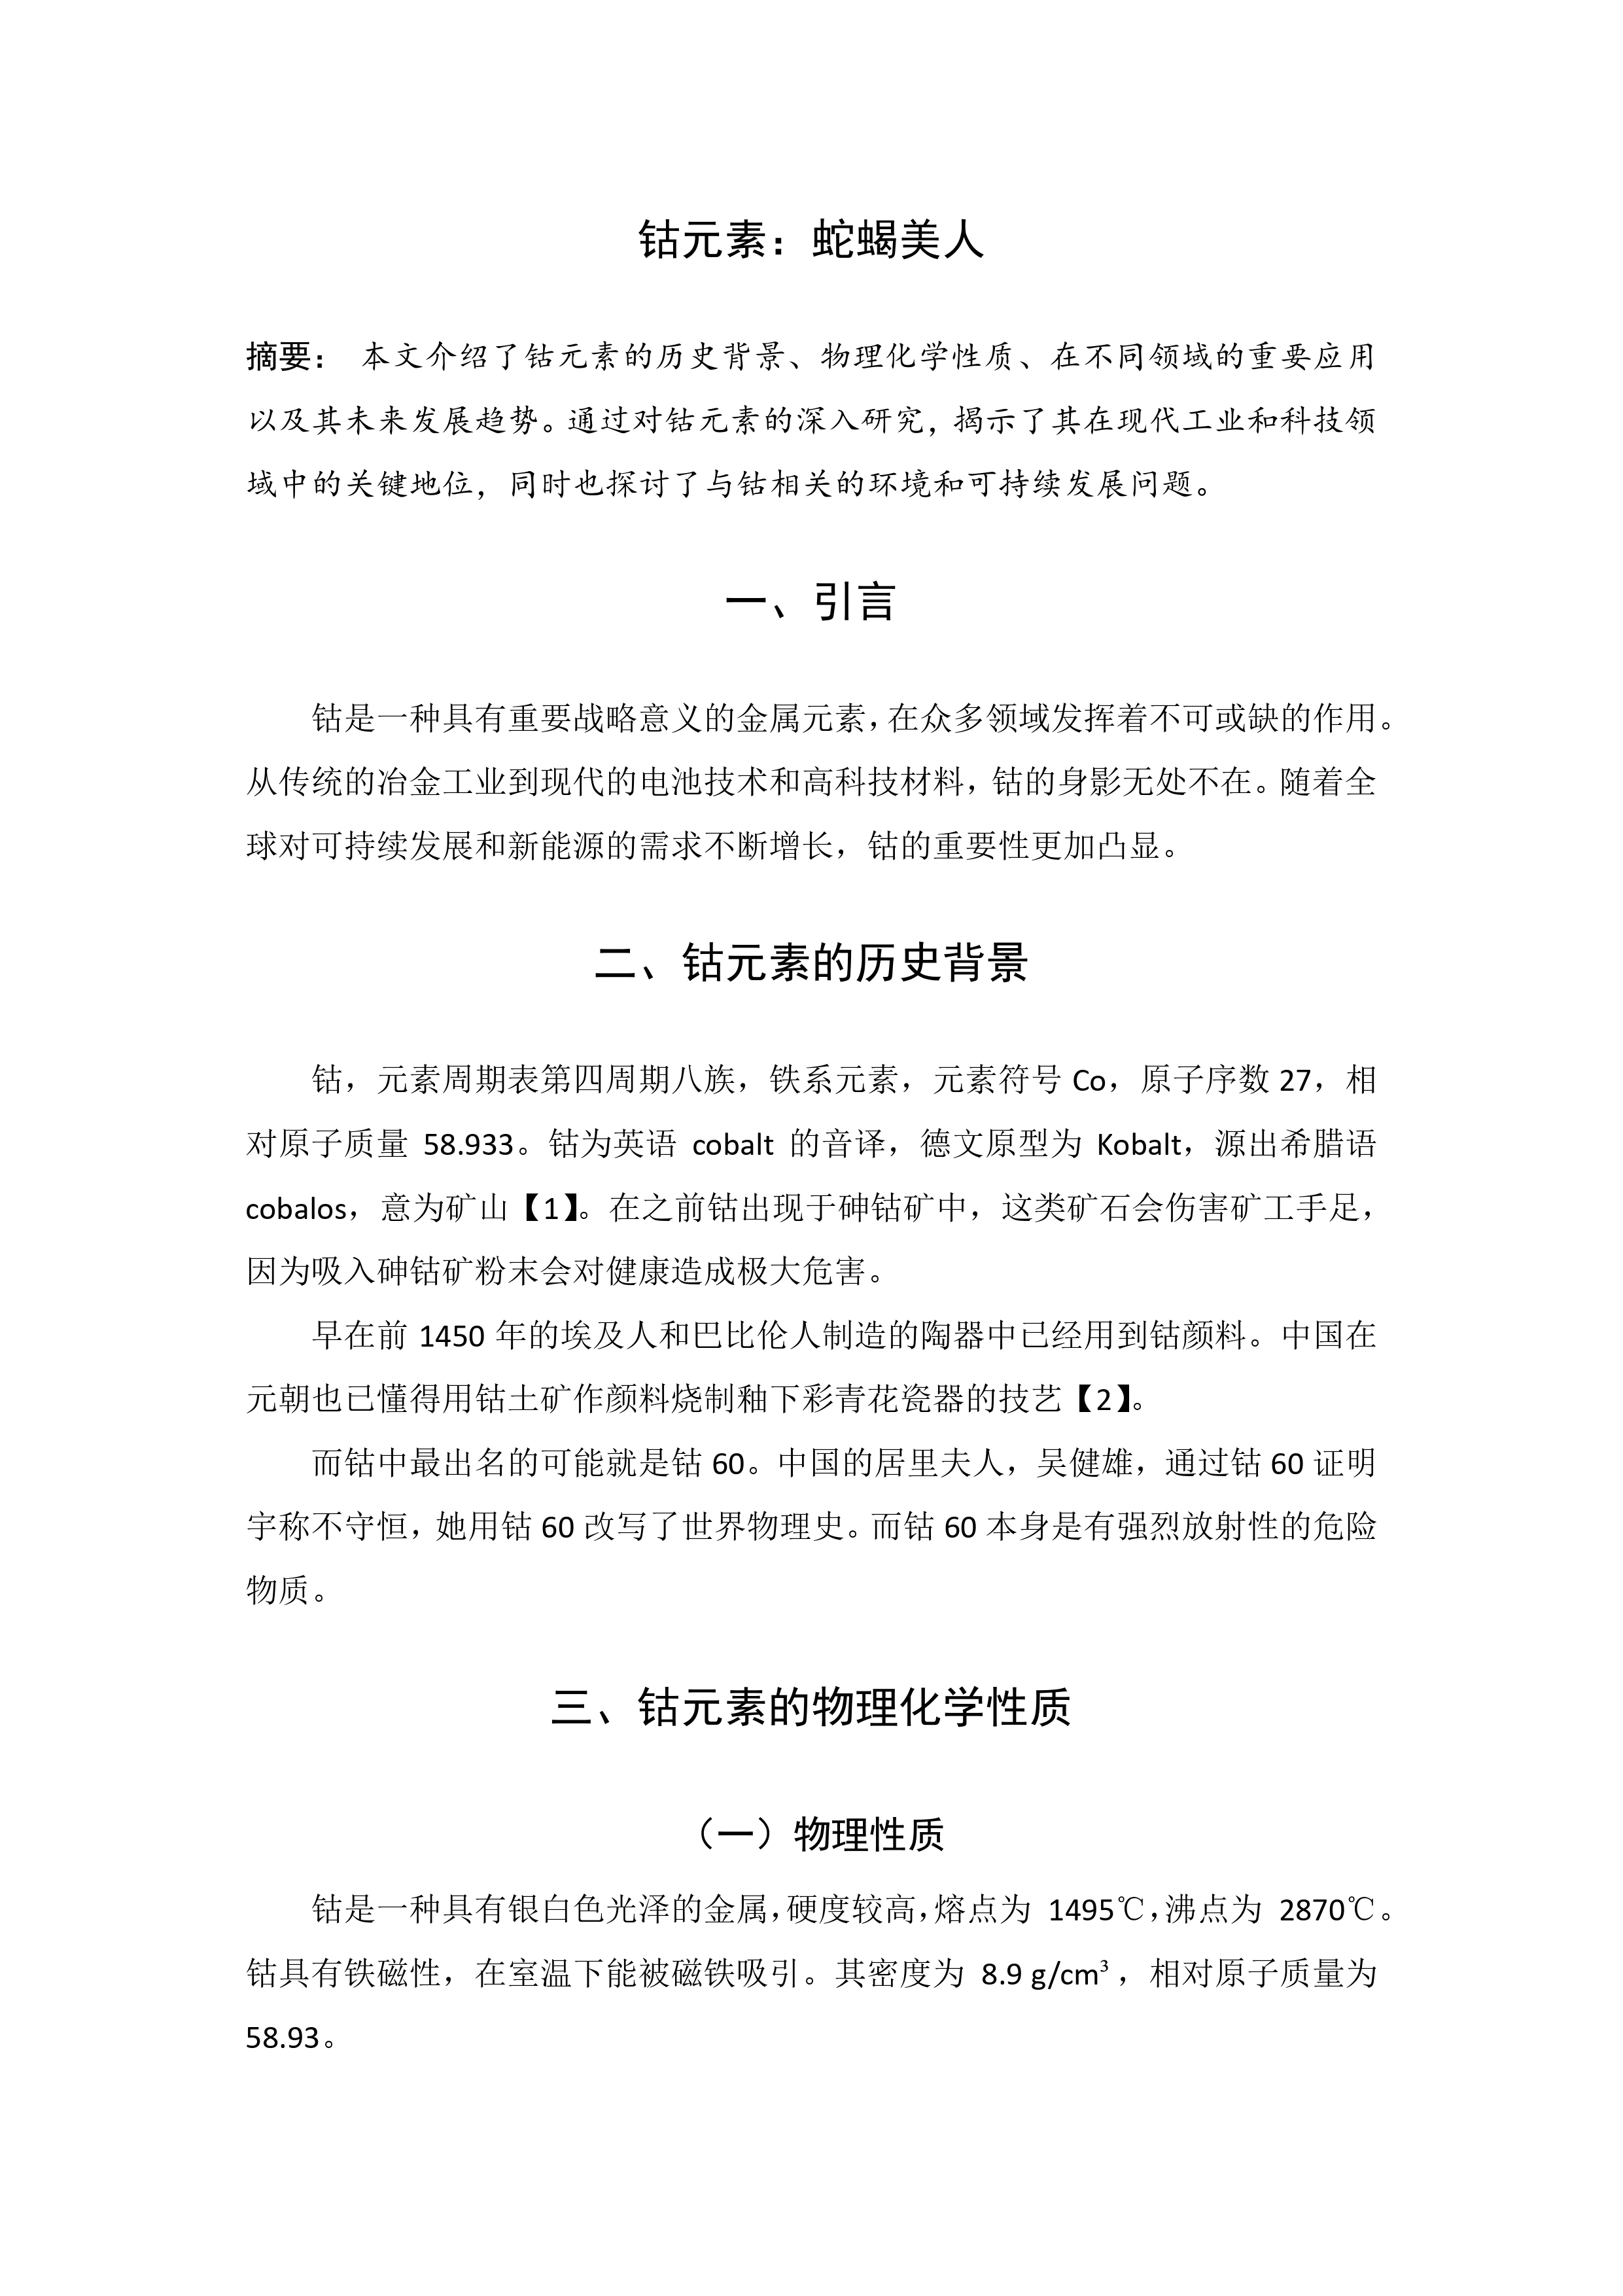 钴元素：蛇蝎美人
摘要： 本文介绍了钴元素的历史背景、物理化学性质、在不同领域的重要应用
以及其未来发展趋势。通过对钴元素的深入研究，揭示了其在现代工业和科技领
域中的关键地位，同时也探讨了与钴相关的环境和可持续发展问题。
一、引言
钴是一种具有重要战略意义的金属元素，在众多领域发挥着不可或缺的作用。
从传统的冶金工业到现代的电池技术和高科技材料，钴的身影无处不在。随着全
球对可持续发展和新能源的需求不断增长，钴的重要性更加凸显。
二、钴元素的历史背景
钴，元素周期表第四周期八族，铁系元素，元素符号 Co，原子序数 27，相
对原子质量 58.933。钴为英语 cobalt 的音译，德文原型为 Kobalt，源出希腊语
cobalos，意为矿山【1】。在之前钴出现于砷钴矿中，这类矿石会伤害矿工手足，
因为吸入砷钴矿粉末会对健康造成极大危害。
早在前 1450 年的埃及人和巴比伦人制造的陶器中已经用到钴颜料。中国在
元朝也已懂得用钴土矿作颜料烧制釉下彩青花瓷器的技艺【2】。
而钴中最出名的可能就是钴 60。中国的居里夫人，吴健雄，通过钴 60 证明
宇称不守恒，她用钴 60 改写了世界物理史。而钴 60 本身是有强烈放射性的危险
物质。
三、钴元素的物理化学性质
（一）物理性质
钴是一种具有银白色光泽的金属，硬度较高，熔点为 1495℃，沸点为 2870℃。
钴具有铁磁性，在室温下能被磁铁吸引。其密度为 8.9 g/cm³ ，相对原子质量为
58.93。